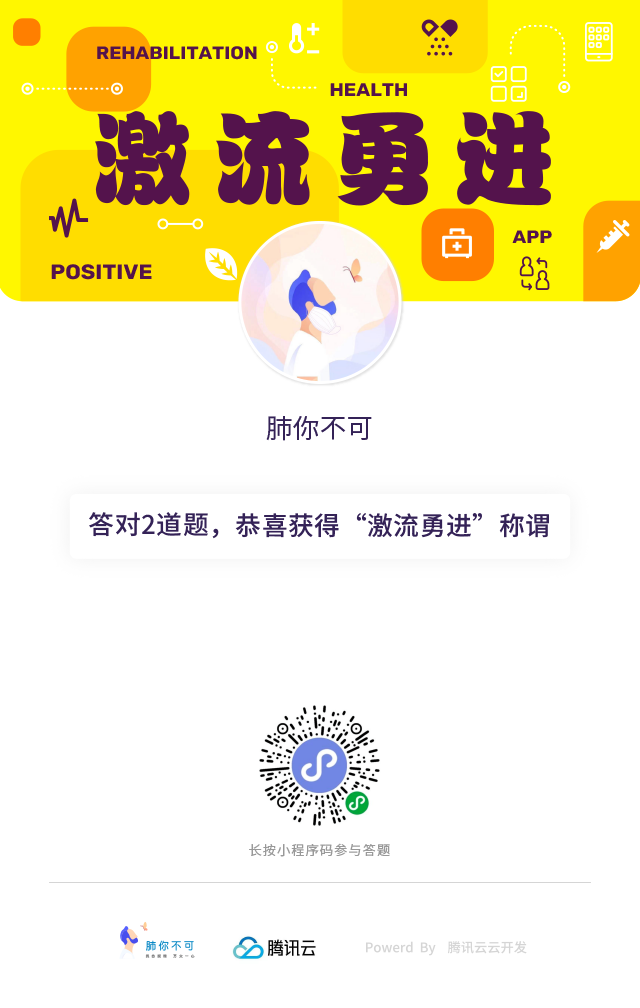 REHABILITATION
HEALTH
激流勇进
POSITIVE
APP
肺你不可
答对2道题，恭喜获得“激流勇进”称谓
长按小程序码参与答题
肺你不可
腾讯云
Powerd By 腾讯云云开发